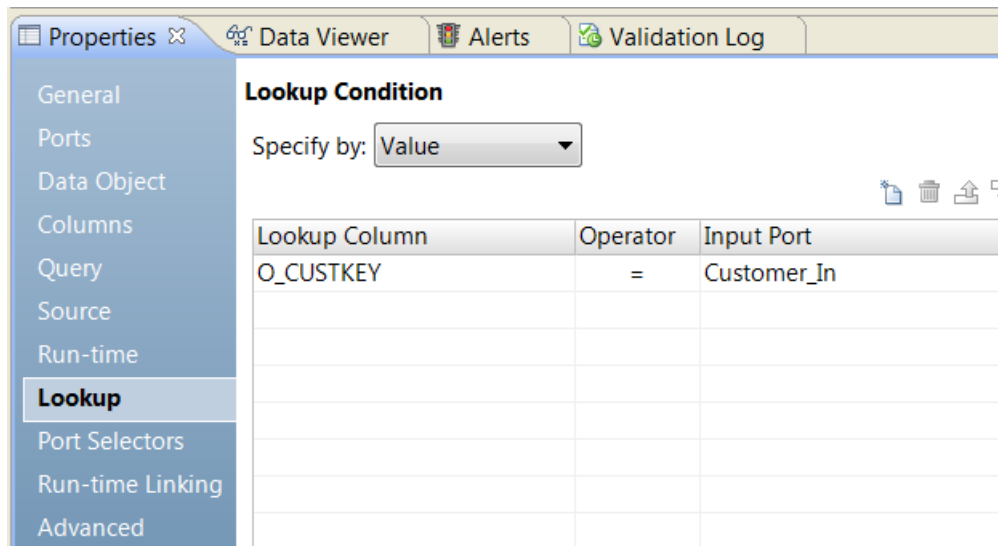 Properties Data Viewer Alerts Validation Log
General
Ports
Data Object
Columns
Query
Source
Run-time
Lookup
Port Selectors
Run-time Linking
Advanced
Lookup Condition
Specify by: Value
Lookup Column Operator Input Port
O_CUSTKEY = Customer_In